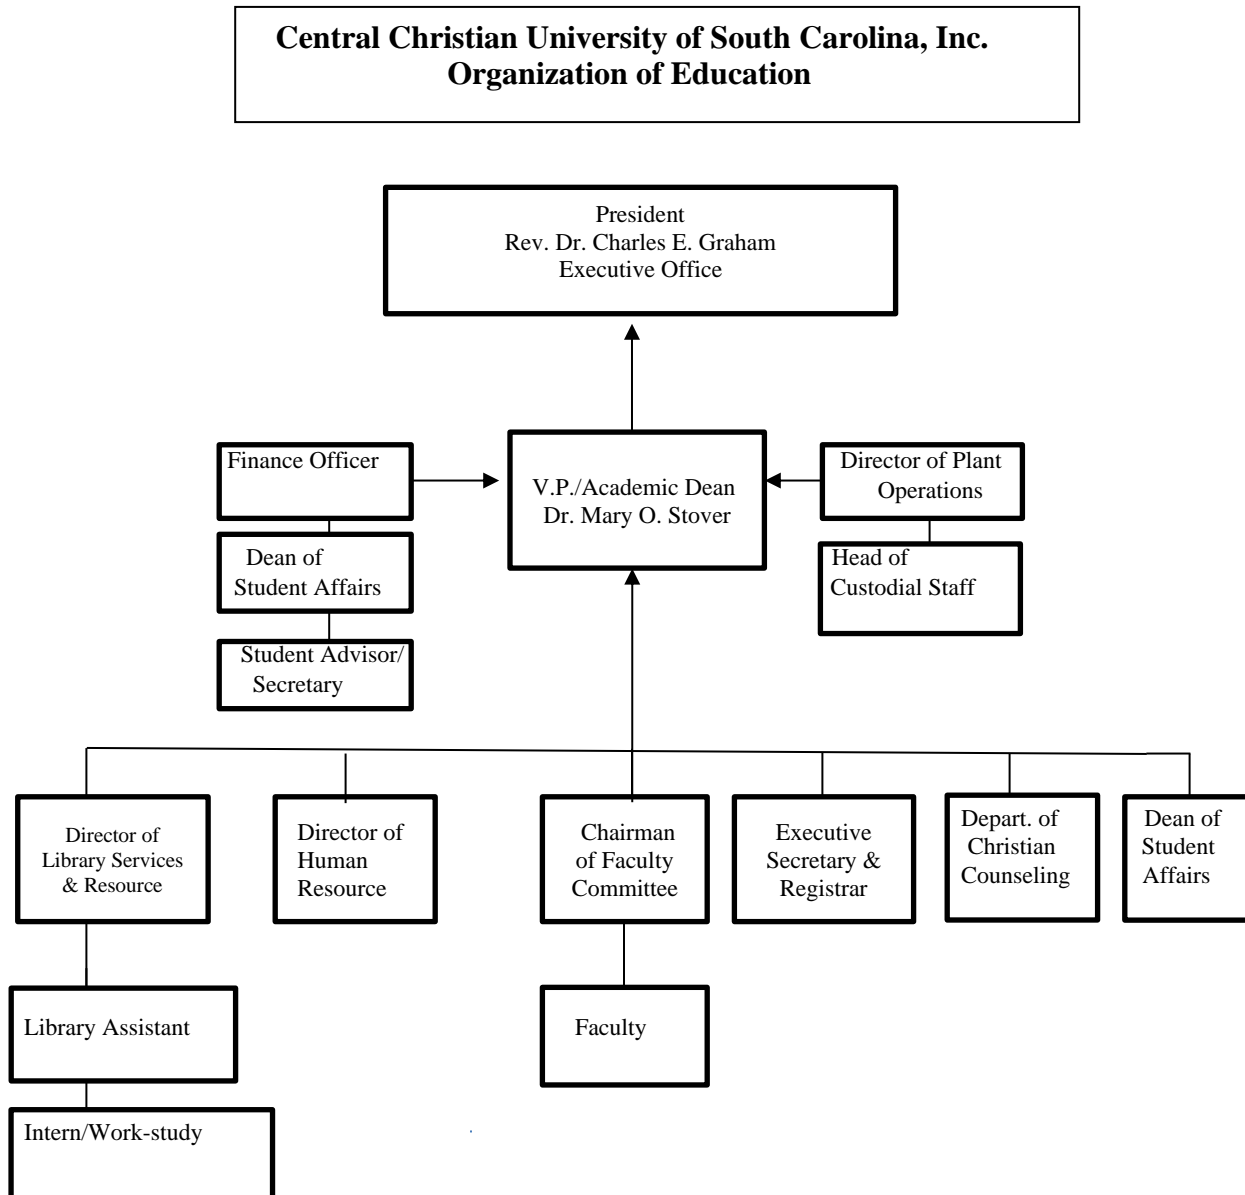 Central Christian University of South Carolina, Inc.
Organization of Education
President
Rev. Dr. Charles E. Graham
Executive Office
Finance Officer
V.P./Academic Dean
Dr. Mary O. Stover
Director of Plant
Operations
Dean of
Student Affairs
Head of
Custodial Staff
Student Advisor/
Secretary
Director of
Library Services
& Resource
Director of
Human
Resource
Chairman
of Faculty
Committee
Executive
Secretary &
Registrar
Depart. of
Christian
Counseling
Dean of
Student
Affairs
Library Assistant
Faculty
Intern/Work-study